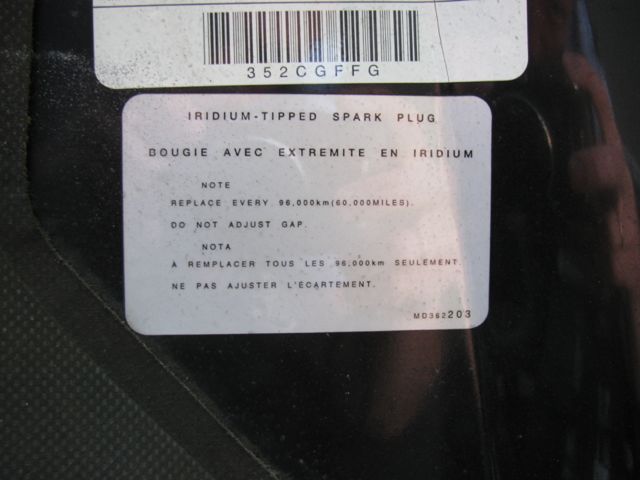 352CGFFG
IRIDIUM-TIPPED SPARK PLUG
BOUGIE AVEC EXTREMITE EN IRIDIUM
NOTE
REPLACE EVERY 96,000km(60,000MILES).
DO NOT ADJUST GAP.
NOTA
À REMPLACER TOUS LES 96,000km SEULEMENT.
NE PAS AJUSTER L'ÉCARTEMENT.
MD362203